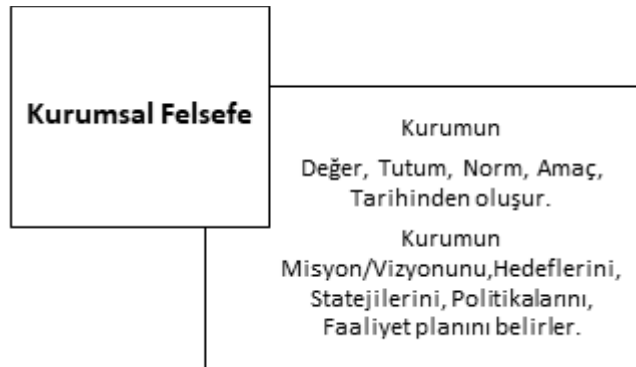 Kurumsal Felsefe
Kurumun
Değer, Tutum, Norm, Amaç,
Tarihinden oluşur.
Kurumun
Misyon/Vizyonunu,Hedeflerini,
Statejilerini, Politikalarını,
Faaliyet planını belirler.